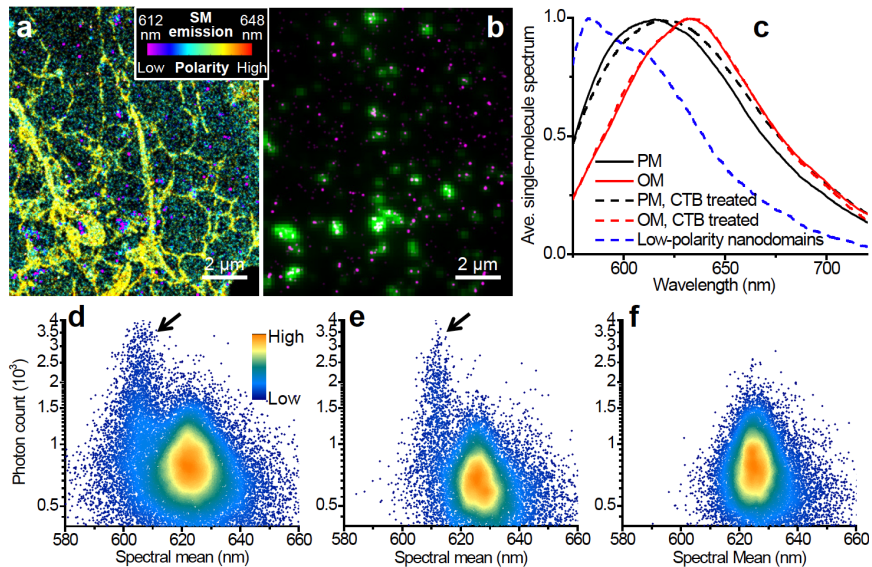 a
612 nm
SM emission
648 nm
Low
Polarity
High
2 μm
b
2 μm
c
Ave. single-molecule spectrum
1.0
0.5
0.0
PM
OM
PM, CTB treated
OM, CTB treated
Low-polarity nanodomains
600
650
700
Wavelength (nm)
d
Photon count (10³)
4
3.5
3
2.5
2
1.5
1
0.5
High
Low
580
600
620
640
660
Spectral mean (nm)
e
4
3.5
3
2.5
2
1.5
1
0.5
580
600
620
640
660
Spectral mean (nm)
f
4
3.5
3
2.5
2
1.5
1
0.5
580
600
620
640
660
Spectral Mean (nm)